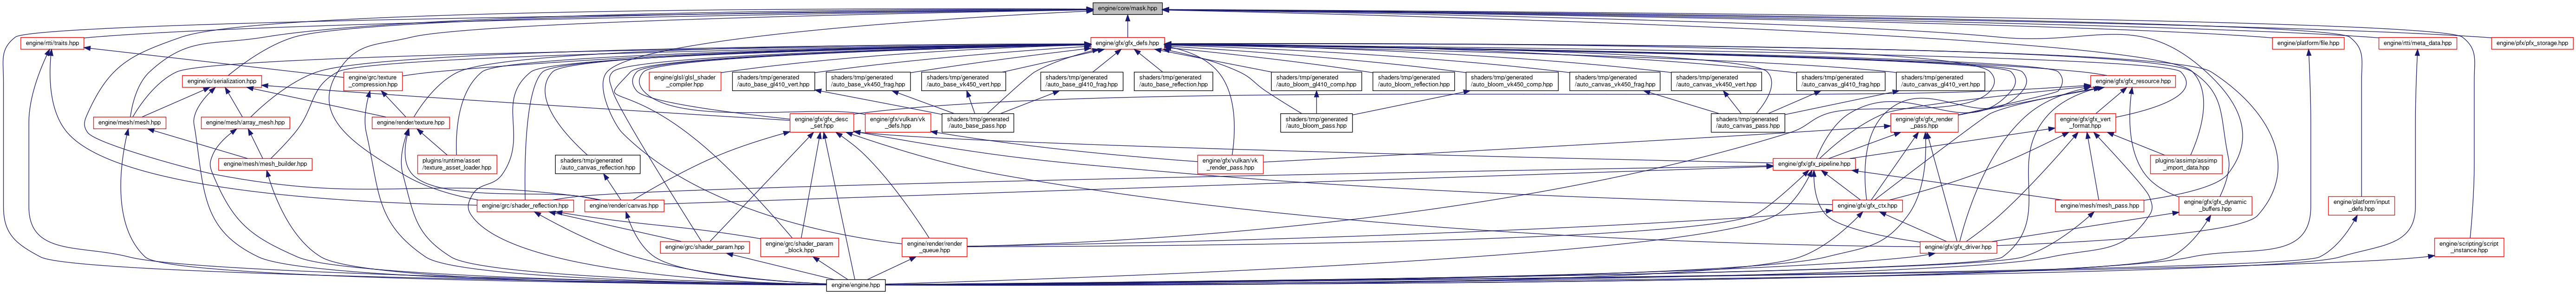 engine/core/mask.hpp
engine/rtti/traits.hpp
engine/gfx/gfx_defs.hpp
engine/platform/file.hpp
engine/rtti/meta_data.hpp
engine/pfx/pfx_storage.hpp
engine/io/serialization.hpp
engine/grc/texture
_compression.hpp
engine/glsl/glsl_shader
_compiler.hpp
shaders/tmp/generated
/auto_base_gl410_vert.hpp
shaders/tmp/generated
/auto_base_vk450_frag.hpp
shaders/tmp/generated
/auto_base_vk450_vert.hpp
shaders/tmp/generated
/auto_base_gl410_frag.hpp
shaders/tmp/generated
/auto_base_reflection.hpp
shaders/tmp/generated
/auto_bloom_gl410_comp.hpp
shaders/tmp/generated
/auto_bloom_reflection.hpp
shaders/tmp/generated
/auto_bloom_vk450_comp.hpp
shaders/tmp/generated
/auto_canvas_vk450_frag.hpp
shaders/tmp/generated
/auto_canvas_vk450_vert.hpp
shaders/tmp/generated
/auto_canvas_gl410_frag.hpp
shaders/tmp/generated
/auto_canvas_gl410_vert.hpp
engine/gfx/gfx_resource.hpp
engine/mesh/mesh.hpp
engine/mesh/array_mesh.hpp
engine/render/texture.hpp
engine/gfx/gfx_desc
_set.hpp
engine/gfx/vulkan/vk
_defs.hpp
shaders/tmp/generated
/auto_base_pass.hpp
shaders/tmp/generated
/auto_bloom_pass.hpp
shaders/tmp/generated
/auto_canvas_pass.hpp
engine/gfx/gfx_render
_pass.hpp
engine/gfx/gfx_vert
_format.hpp
engine/mesh/mesh_builder.hpp
plugins/runtime/asset
/texture_asset_loader.hpp
shaders/tmp/generated
/auto_canvas_reflection.hpp
engine/gfx/vulkan/vk
_render_pass.hpp
engine/gfx/gfx_pipeline.hpp
plugins/assimp/assimp
_import_data.hpp
engine/grc/shader_reflection.hpp
engine/render/canvas.hpp
engine/gfx/gfx_ctx.hpp
engine/mesh/mesh_pass.hpp
engine/gfx/gfx_dynamic
_buffers.hpp
engine/platform/input
_defs.hpp
engine/grc/shader_param.hpp
engine/grc/shader_param
_block.hpp
engine/render/render
_queue.hpp
engine/gfx/gfx_driver.hpp
engine/scripting/script
_instance.hpp
engine/engine.hpp